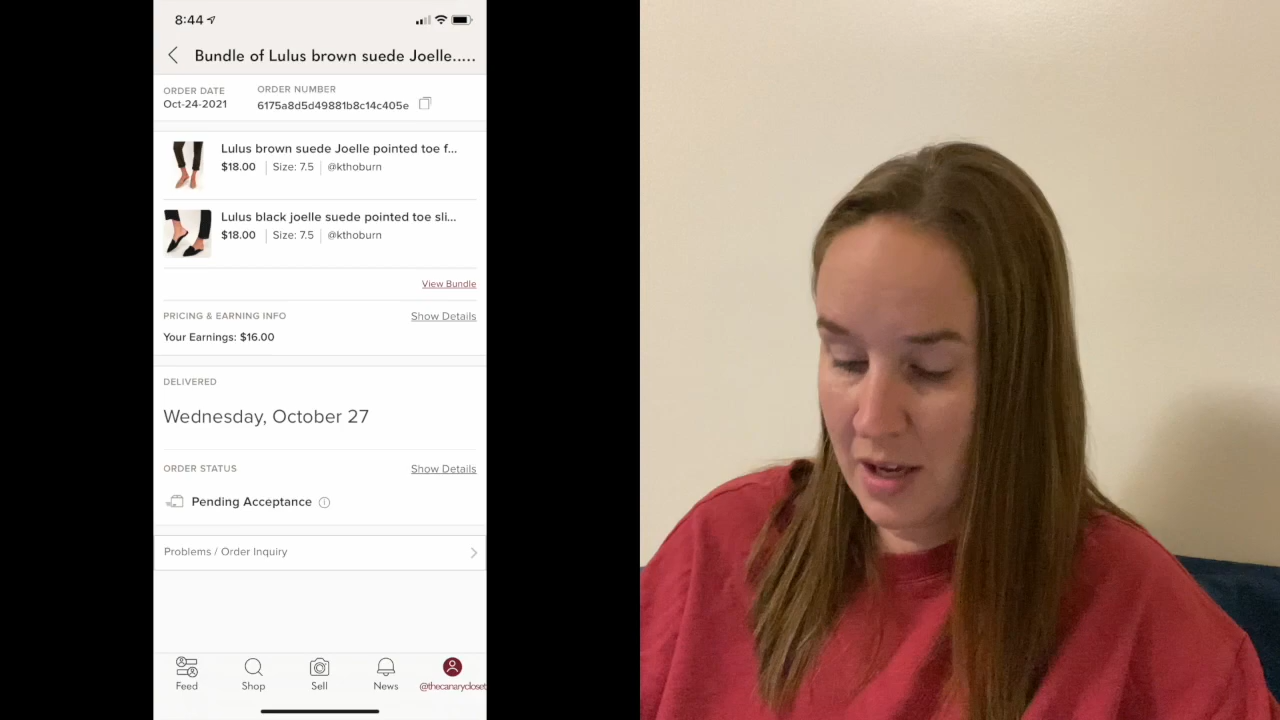 8:44
Bundle of Lulus brown suede Joelle.....
ORDER DATE
Oct-24-2021
ORDER NUMBER
6175a8d5d49881b8c14c405e
Lulus brown suede Joelle pointed toe f...
$18.00 Size: 7.5 @kthoburn
Lulus black joelle suede pointed toe sli...
$18.00 Size: 7.5 @kthoburn
View Bundle
PRICING & EARNING INFO Show Details
Your Earnings: $16.00
DELIVERED
Wednesday, October 27
ORDER STATUS Show Details
Pending Acceptance
Problems / Order Inquiry
Feed Shop Sell News @thecanarycloset